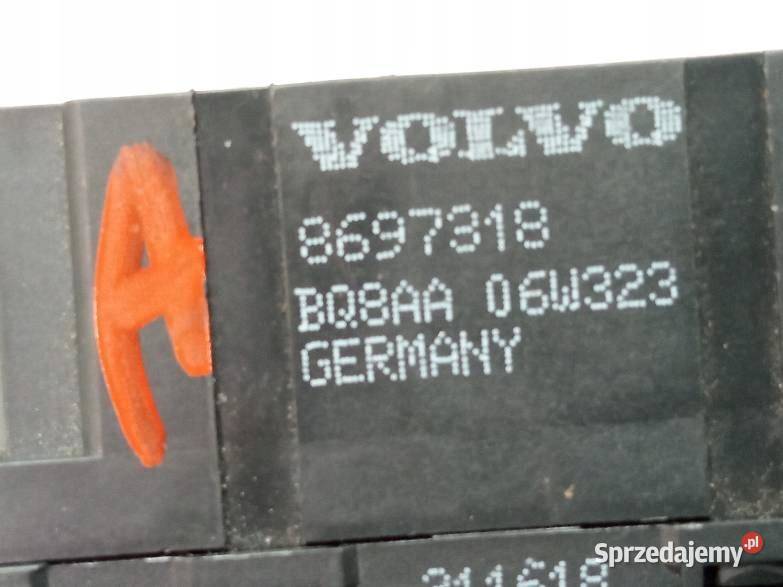 VOLVO
A
8697318
BQ8AA 06W323
GERMANY
Sprzedajemy.pl